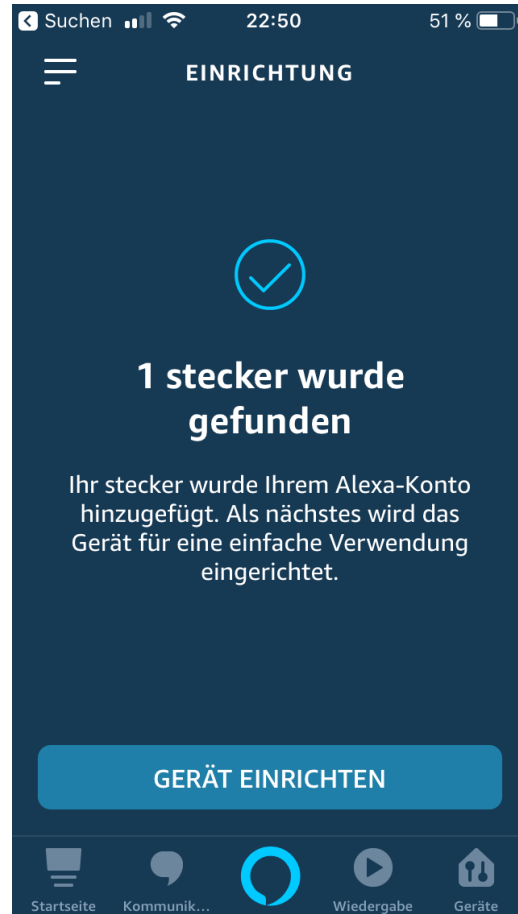 Suchen 22:50 51 %
EINRICHTUNG
1 stecker wurde
gefunden
Ihr stecker wurde Ihrem Alexa-Konto
hinzugefügt. Als nächstes wird das
Gerät für eine einfache Verwendung
eingerichtet.
GERÄT EINRICHTEN
Startseite Kommunik... Wiedergabe Geräte